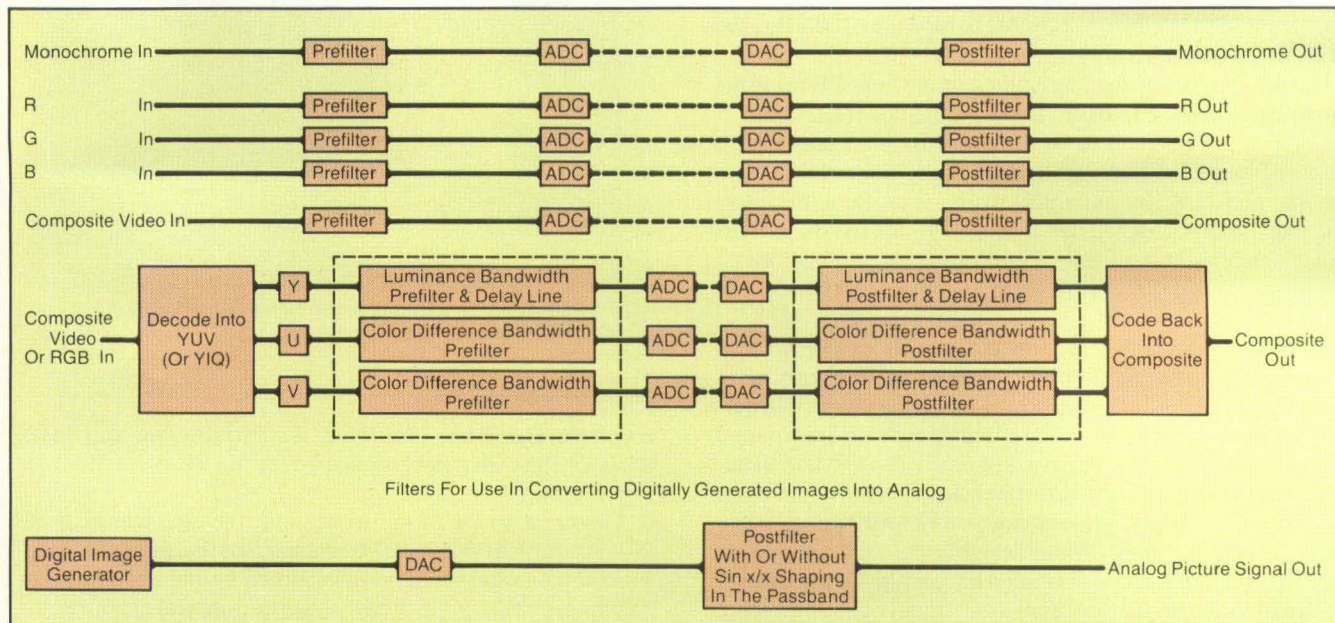 Monochrome In Prefilter ADC DAC Postfilter Monochrome Out
R In Prefilter ADC DAC Postfilter R Out
G In Prefilter ADC DAC Postfilter G Out
B In Prefilter ADC DAC Postfilter B Out
Composite Video In Prefilter ADC DAC Postfilter Composite Out
Composite
Video
Or RGB In
Decode Into
YUV
(Or YIQ)
Y
Luminance Bandwidth
Prefilter & Delay Line
ADC DAC
Luminance Bandwidth
Postfilter & Delay Line
U
Color Difference Bandwidth
Prefilter
ADC DAC
Color Difference Bandwidth
Postfilter
V
Color Difference Bandwidth
Prefilter
ADC DAC
Color Difference Bandwidth
Postfilter
Code Back
Into
Composite
Composite
Out
Filters For Use In Converting Digitally Generated Images Into Analog
Digital Image
Generator
DAC
Postfilter
With Or Without
Sin x/x Shaping
In The Passband
Analog Picture Signal Out